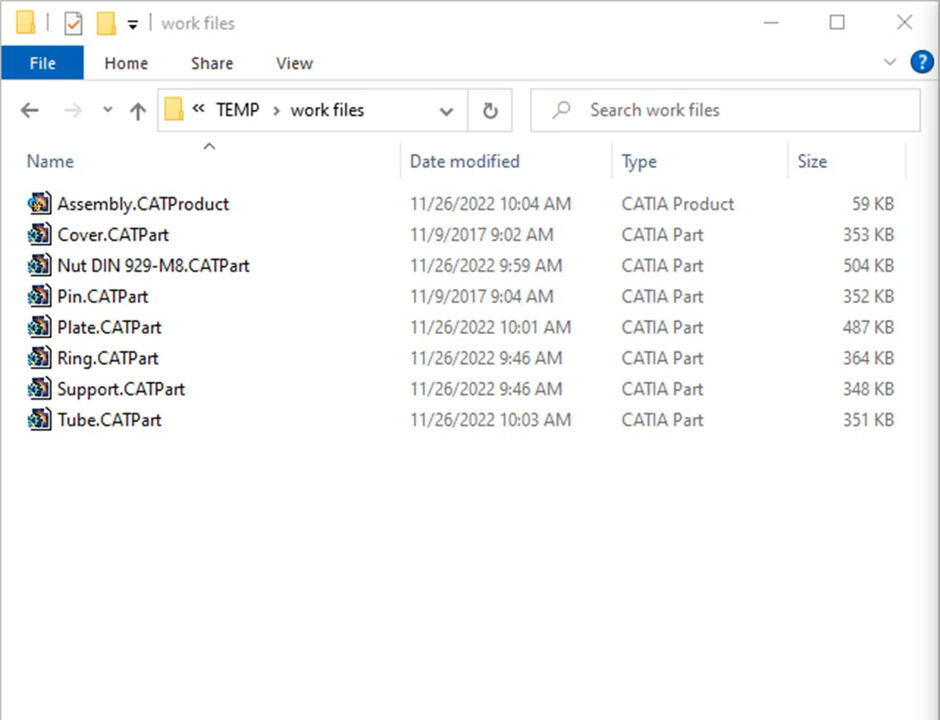 work files
File Home Share View
« TEMP > work files Search work files
Name Date modified Type Size
Assembly.CATProduct 11/26/2022 10:04 AM CATIA Product 59 KB
Cover.CATPart 11/9/2017 9:02 AM CATIA Part 353 KB
Nut DIN 929-M8.CATPart 11/26/2022 9:59 AM CATIA Part 504 KB
Pin.CATPart 11/9/2017 9:04 AM CATIA Part 352 KB
Plate.CATPart 11/26/2022 10:01 AM CATIA Part 487 KB
Ring.CATPart 11/26/2022 9:46 AM CATIA Part 364 KB
Support.CATPart 11/26/2022 9:46 AM CATIA Part 348 KB
Tube.CATPart 11/26/2022 10:03 AM CATIA Part 351 KB